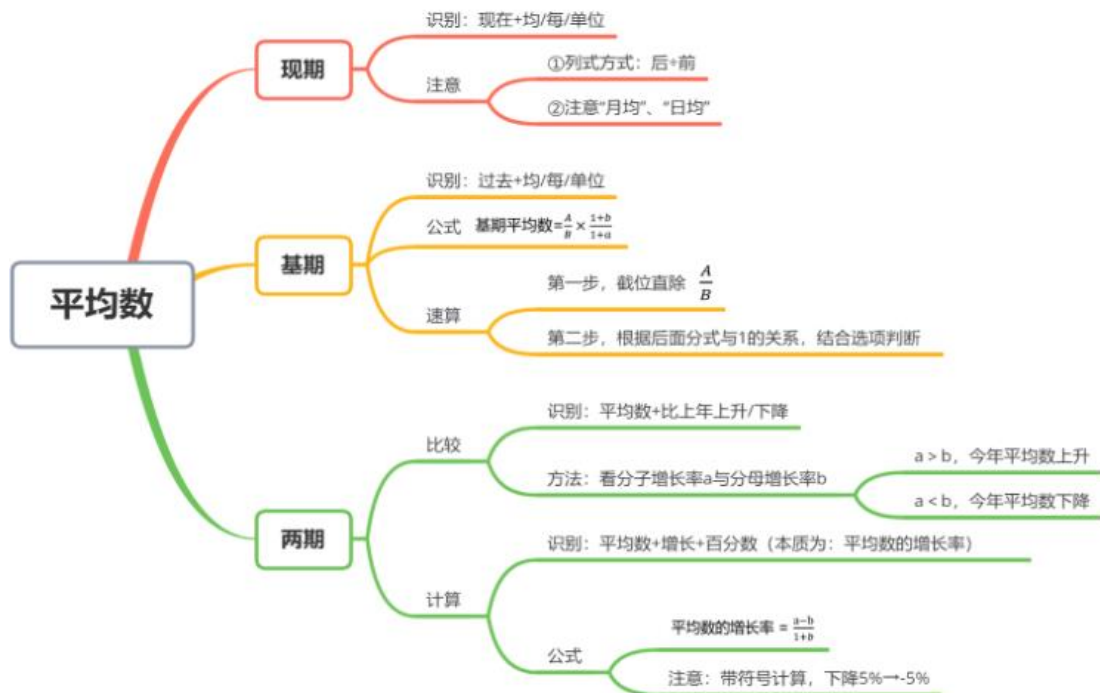 平均数
现期
识别：现在+均/每/单位
注意
①列式方式：后÷前
②注意“月均”、“日均”
基期
识别：过去+均/每/单位
公式 基期平均数=A/B×(1+b)/(1+a)
速算
第一步，截位直除 A/B
第二步，根据后面分式与1的关系，结合选项判断
两期
比较
识别：平均数+比上年上升/下降
方法：看分子增长率a与分母增长率b
a > b，今年平均数上升
a < b，今年平均数下降
计算
识别：平均数+增长+百分数（本质为：平均数的增长率）
公式
平均数的增长率 = (a−b)/(1+b)
注意：带符号计算，下降5%→-5%